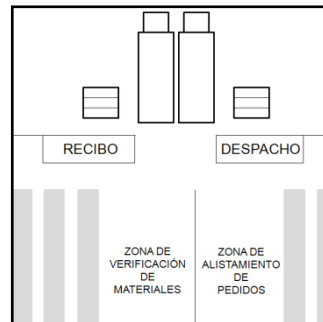 RECIBO
DESPACHO
ZONA DE
VERIFICACIÓN
DE
MATERIALES
ZONA DE
ALISTAMIENTO
DE
PEDIDOS